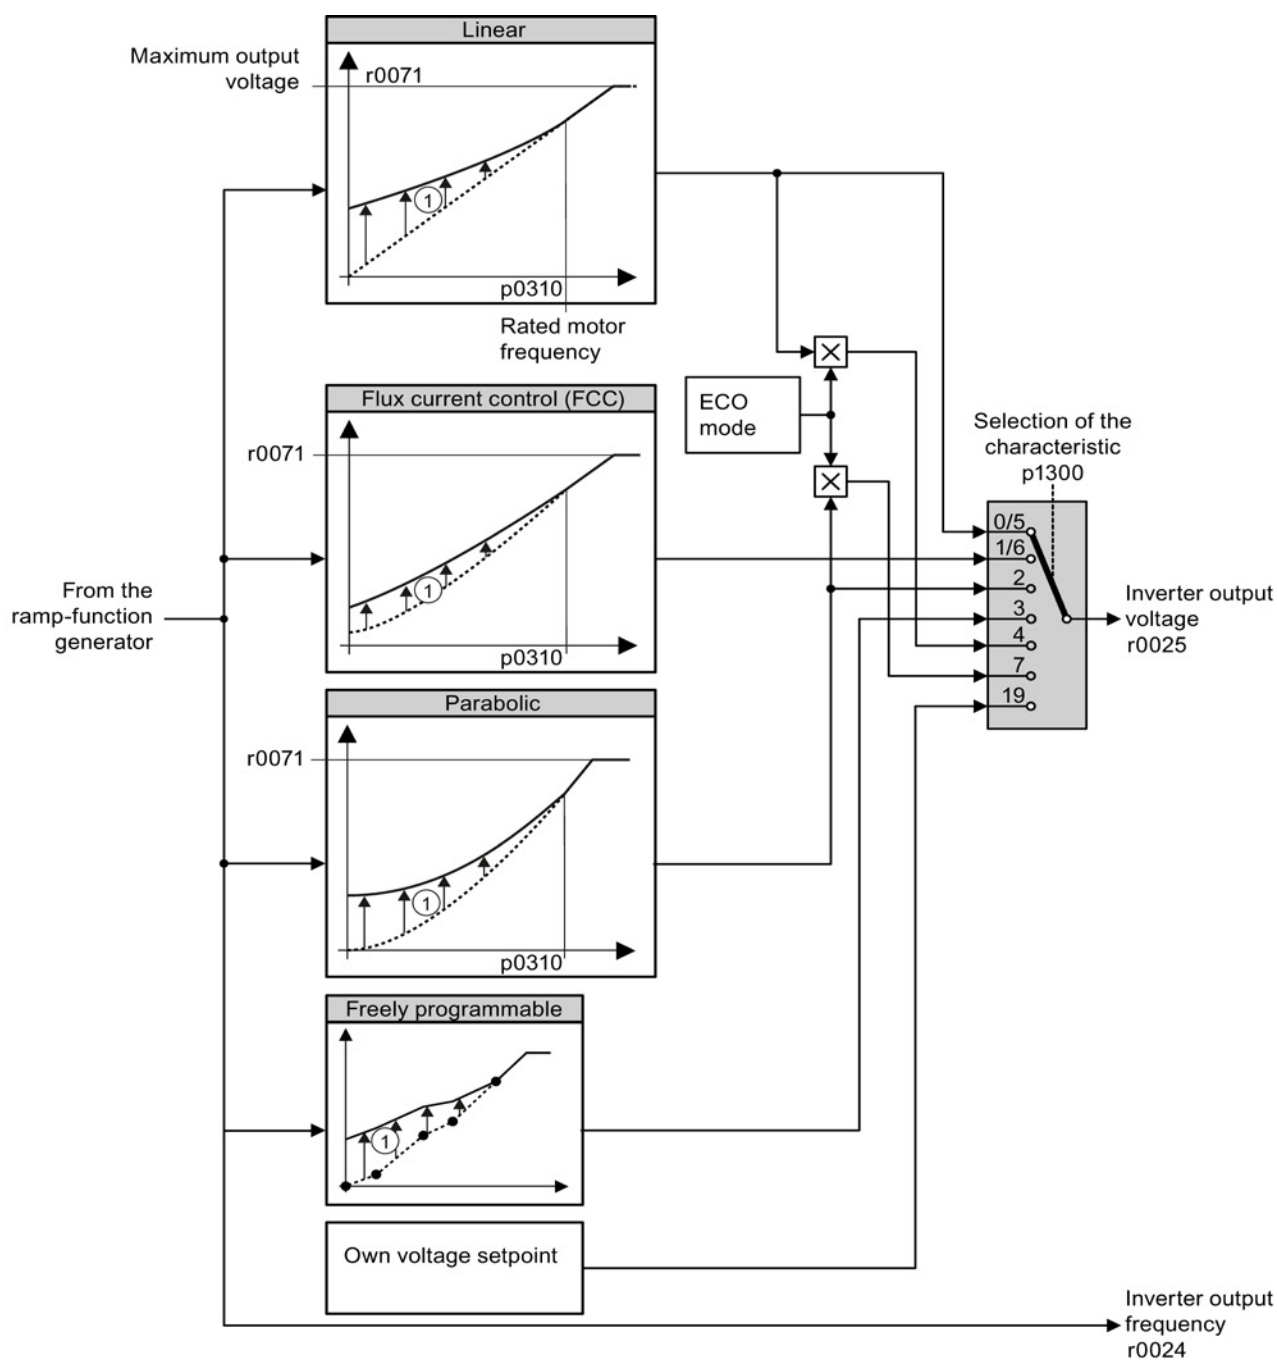 Linear
Maximum output
voltage
r0071
1
p0310
Rated motor
frequency
Flux current control (FCC)
r0071
1
p0310
ECO
mode
Selection of the
characteristic
p1300
0/5
1/6
2
3
4
7
19
From the
ramp-function
generator
Inverter output
voltage
r0025
Parabolic
r0071
1
p0310
Freely programmable
1
Own voltage setpoint
Inverter output
frequency
r0024